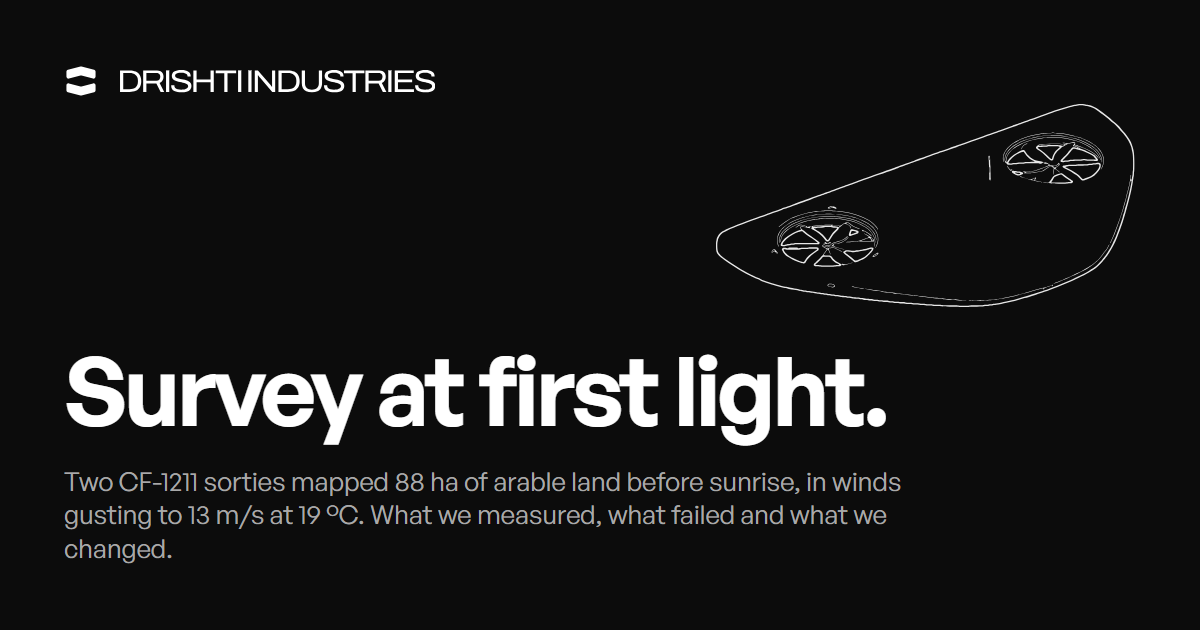 DRISHTI INDUSTRIES
Survey at first light.
Two CF-1211 sorties mapped 88 ha of arable land before sunrise, in winds
gusting to 13 m/s at 19 ºC. What we measured, what failed and what we
changed.